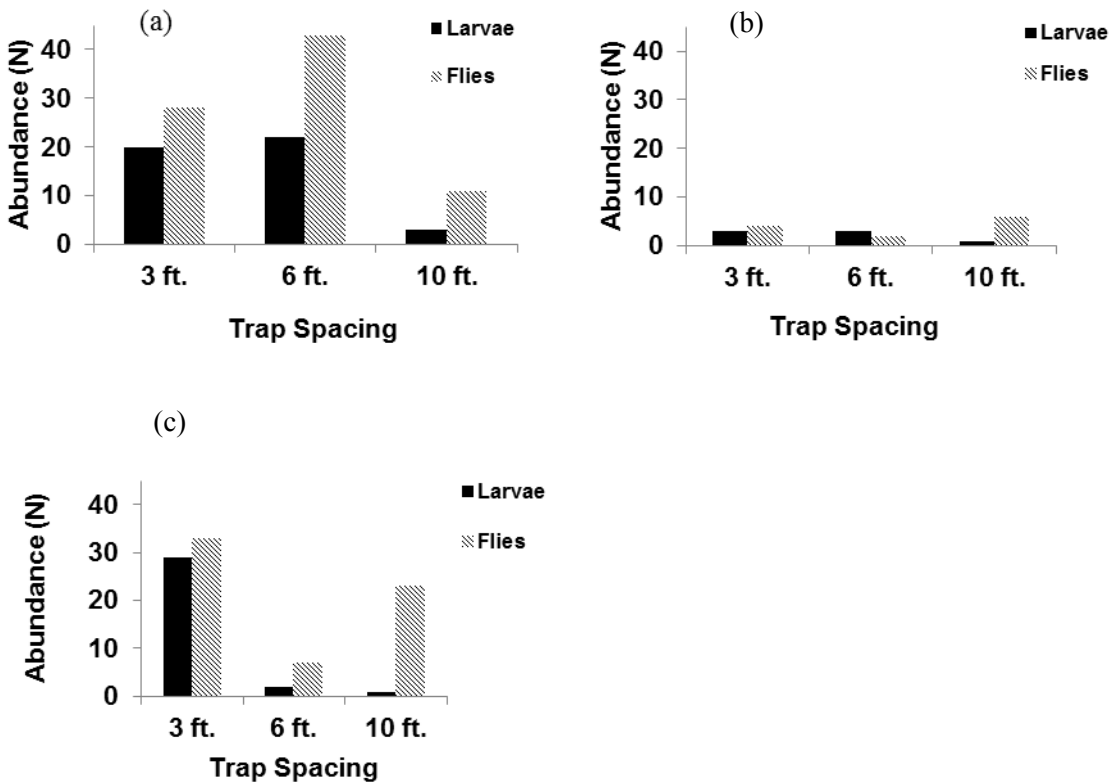 (a)
Abundance (N)
40
30
20
10
0
3 ft.
6 ft.
10 ft.
Trap Spacing
Larvae
Flies
(b)
Abundance (N)
40
30
20
10
0
3 ft.
6 ft.
10 ft.
Trap Spacing
Larvae
Flies
(c)
Abundance (N)
40
30
20
10
0
3 ft.
6 ft.
10 ft.
Trap Spacing
Larvae
Flies